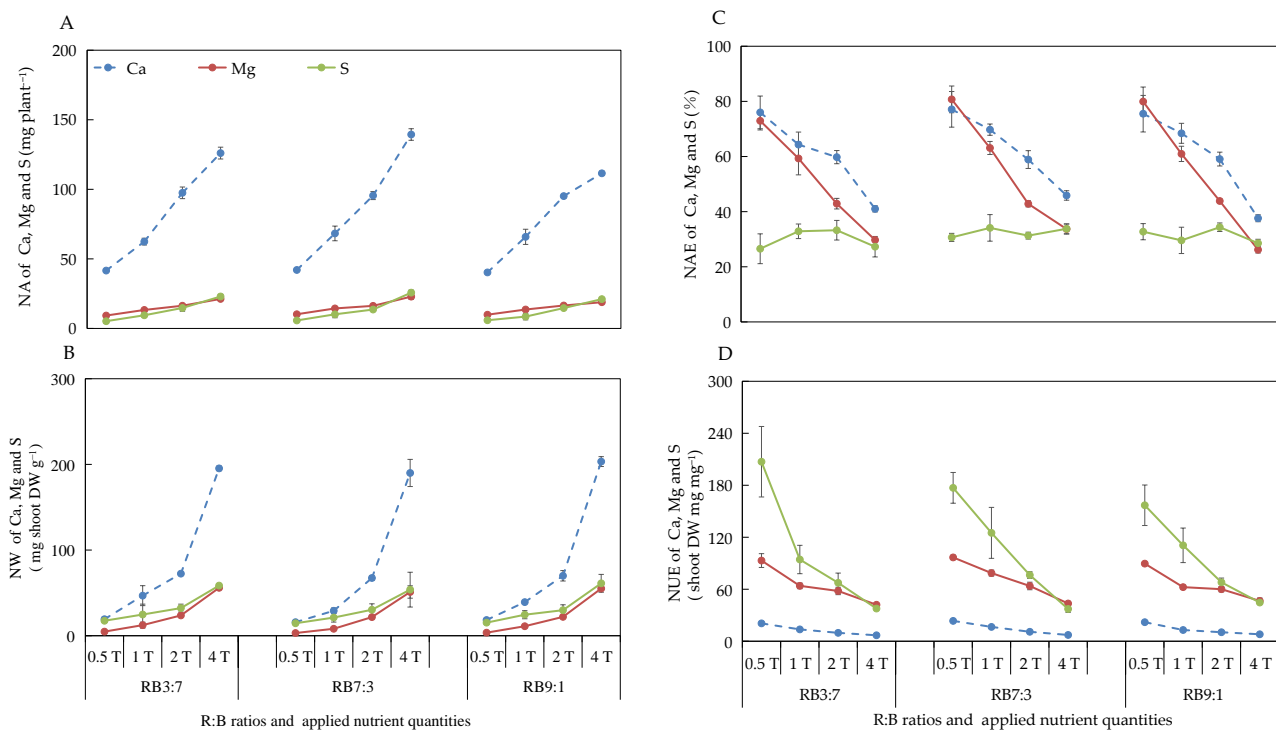 A
NA of Ca, Mg and S (mg plant⁻¹)
200
150
100
50
0
Ca
Mg
S
B
NW of Ca, Mg and S
( mg shoot DW g⁻¹)
300
200
100
0
0.5 T 1 T 2 T 4 T 0.5 T 1 T 2 T 4 T 0.5 T 1 T 2 T 4 T
RB3:7 RB7:3 RB9:1
R:B ratios and applied nutrient quantities
C
NAE of Ca, Mg and S (%)
100
80
60
40
20
0
D
NUE of Ca, Mg and S
( shoot DW mg mg⁻¹)
300
240
180
120
60
0
0.5 T 1 T 2 T 4 T 0.5 T 1 T 2 T 4 T 0.5 T 1 T 2 T 4 T
RB3:7 RB7:3 RB9:1
R:B ratios and applied nutrient quantities